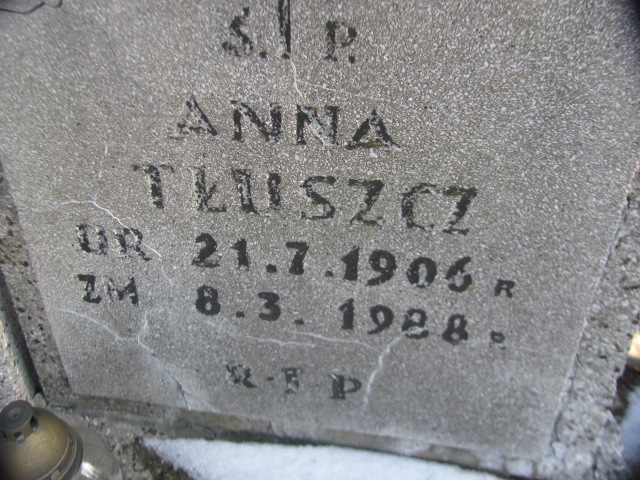 Ś.P.
ANNA
TŁUSZCZ
UR 21.7.1906 R
ZM 8.3.1988 R
R.I P